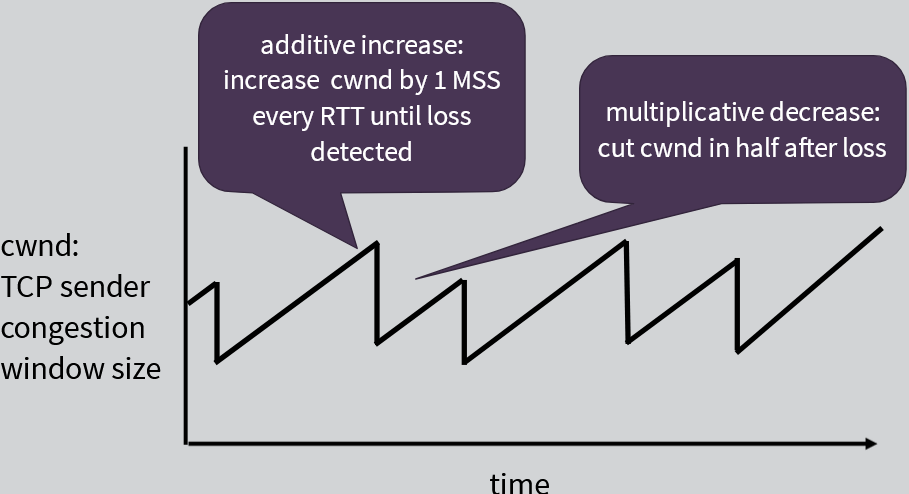 additive increase:
increase cwnd by 1 MSS
every RTT until loss
detected
multiplicative decrease:
cut cwnd in half after loss
cwnd:
TCP sender
congestion
window size
time